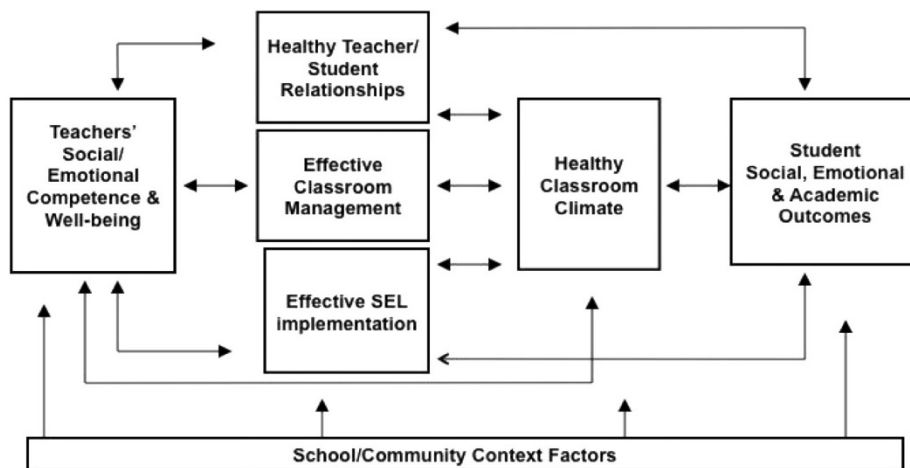 Healthy Teacher/
Student
Relationships
Teachers'
Social/
Emotional
Competence &
Well-being
Effective
Classroom
Management
Healthy
Classroom
Climate
Student
Social, Emotional
& Academic
Outcomes
Effective SEL
implementation
School/Community Context Factors